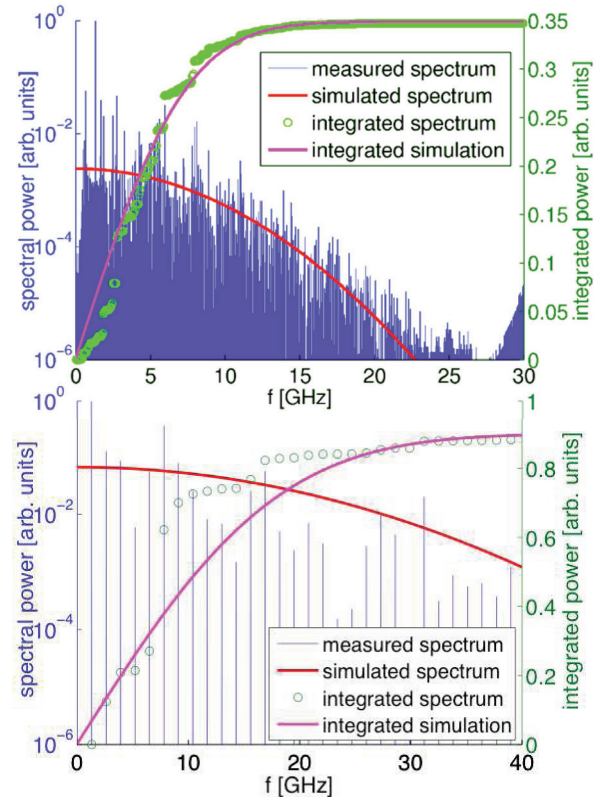 10^0
10^-2
10^-4
10^-6
spectral power [arb. units]
0.35
0.3
0.25
0.2
0.15
0.1
0.05
0
integrated power [arb. units]
measured spectrum
simulated spectrum
integrated spectrum
integrated simulation
0 5 10 15 20 25 30
f [GHz]
10^0
10^-2
10^-4
10^-6
spectral power [arb. units]
1
0.8
0.6
0.4
0.2
0
integrated power [arb. units]
measured spectrum
simulated spectrum
integrated spectrum
integrated simulation
0 10 20 30 40
f [GHz]